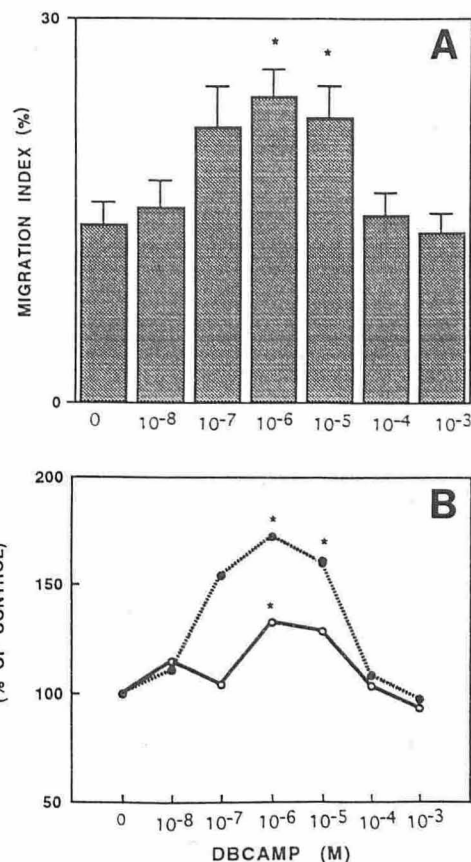 30
* *
A
MIGRATION INDEX (%)
0
0 10-8 10-7 10-6 10-5 10-4 10-3
200
B
* *
150
*
(% OF CONTROL)
100
50
0 10-8 10-7 10-6 10-5 10-4 10-3
DBCAMP (M)